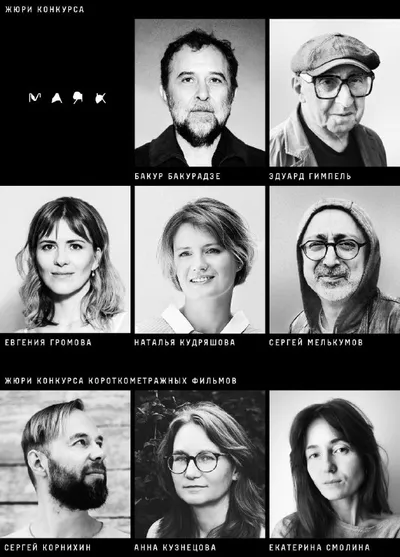 ЖЮРИ КОНКУРСА
МАЯК
БАКУР БАКУРАДЗЕ
ЭДУАРД ГИМПЕЛЬ
ЕВГЕНИЯ ГРОМОВА
НАТАЛЬЯ КУДРЯШОВА
СЕРГЕЙ МЕЛЬКУМОВ
ЖЮРИ КОНКУРСА КОРОТКОМЕТРАЖНЫХ ФИЛЬМОВ
СЕРГЕЙ КОРНИХИН
АННА КУЗНЕЦОВА
ЕКАТЕРИНА СМОЛИНА